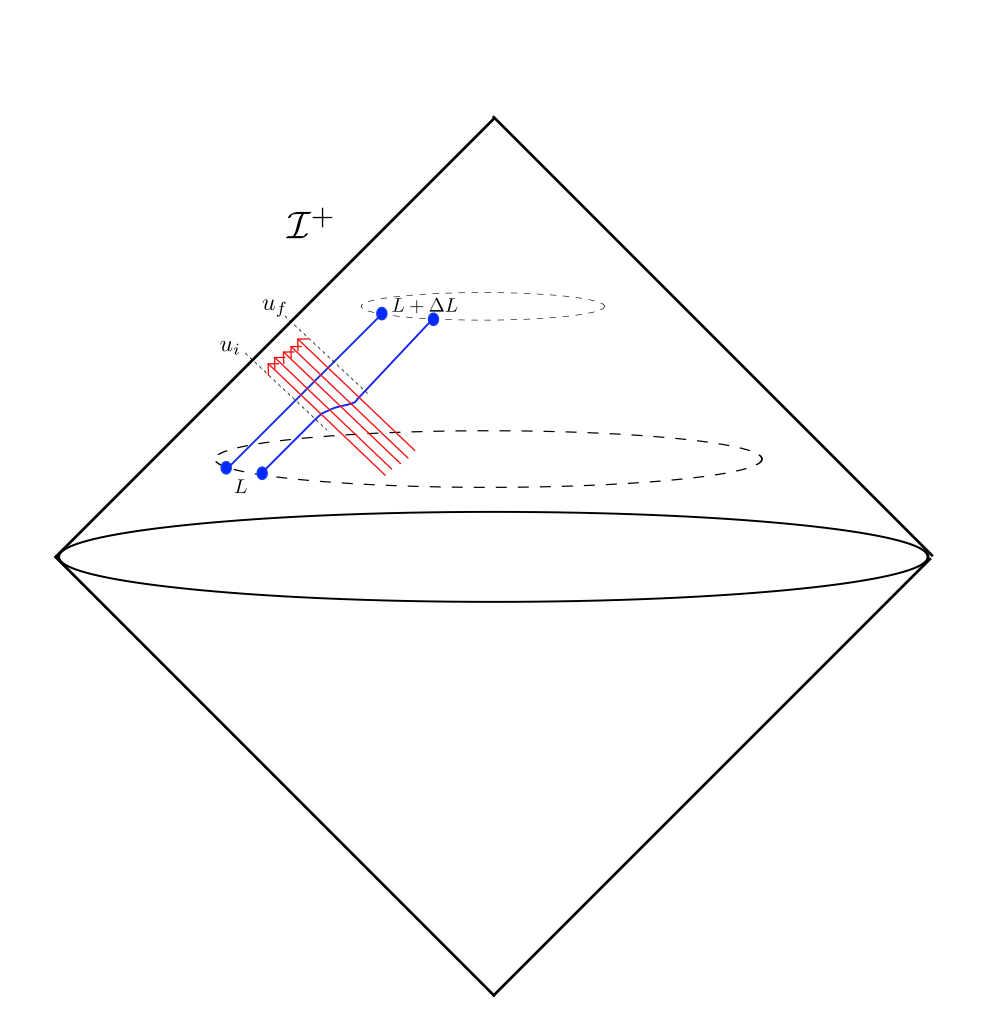 𝓘⁺
u_f
L + ΔL
u_i
L